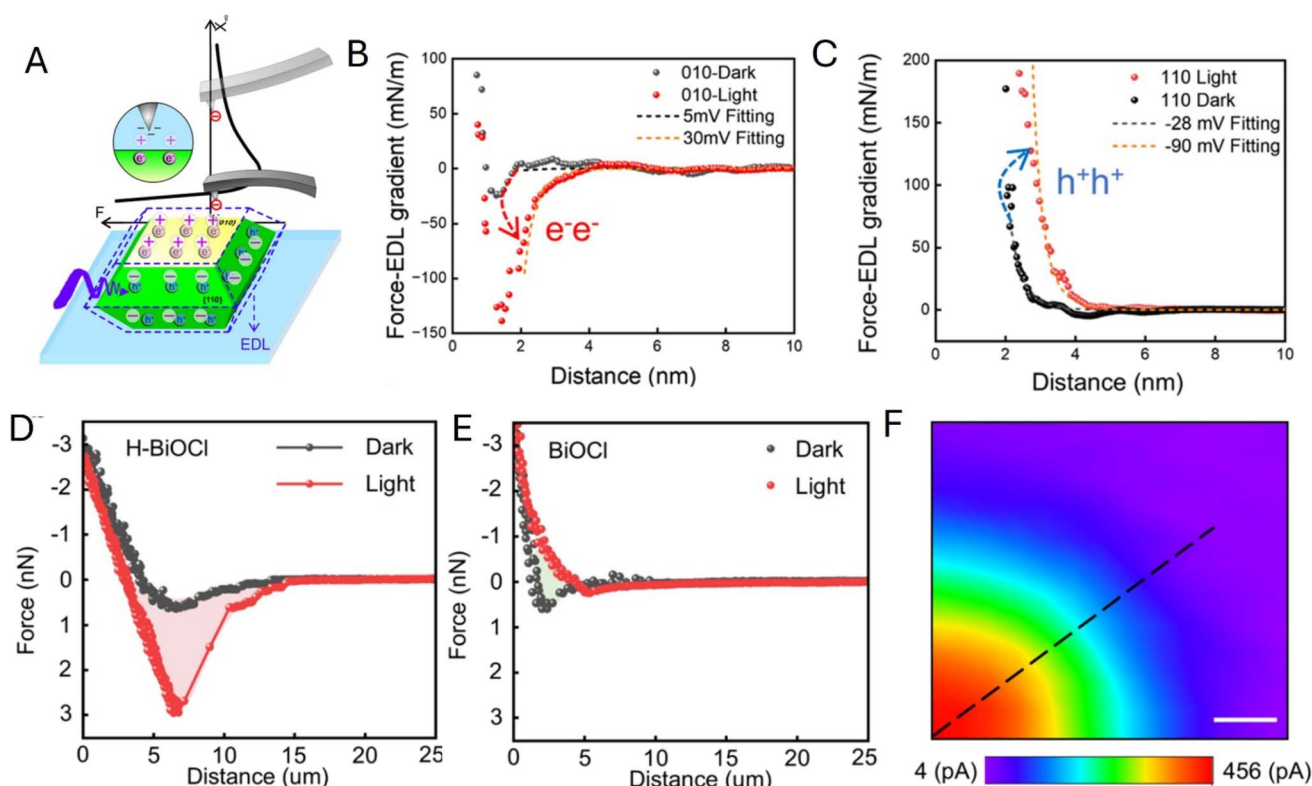 A
F
{010}
{110}
EDL
B
Force-EDL gradient (mN/m)
100
50
0
−50
−100
−150
010-Dark
010-Light
5mV Fitting
30mV Fitting
e⁻e⁻
0 2 4 6 8 10
Distance (nm)
C
Force-EDL gradient (mN/m)
200
150
100
50
0
110 Light
110 Dark
-28 mV Fitting
-90 mV Fitting
h⁺h⁺
0 2 4 6 8 10
Distance (nm)
D
Force (nN)
-3
-2
-1
0
1
2
3
H-BiOCl
Dark
Light
0 5 10 15 20 25
Distance (um)
E
Force (nN)
-3
-2
-1
0
1
2
3
BiOCl
Dark
Light
0 5 10 15 20 25
Distance (um)
F
4 (pA) 456 (pA)